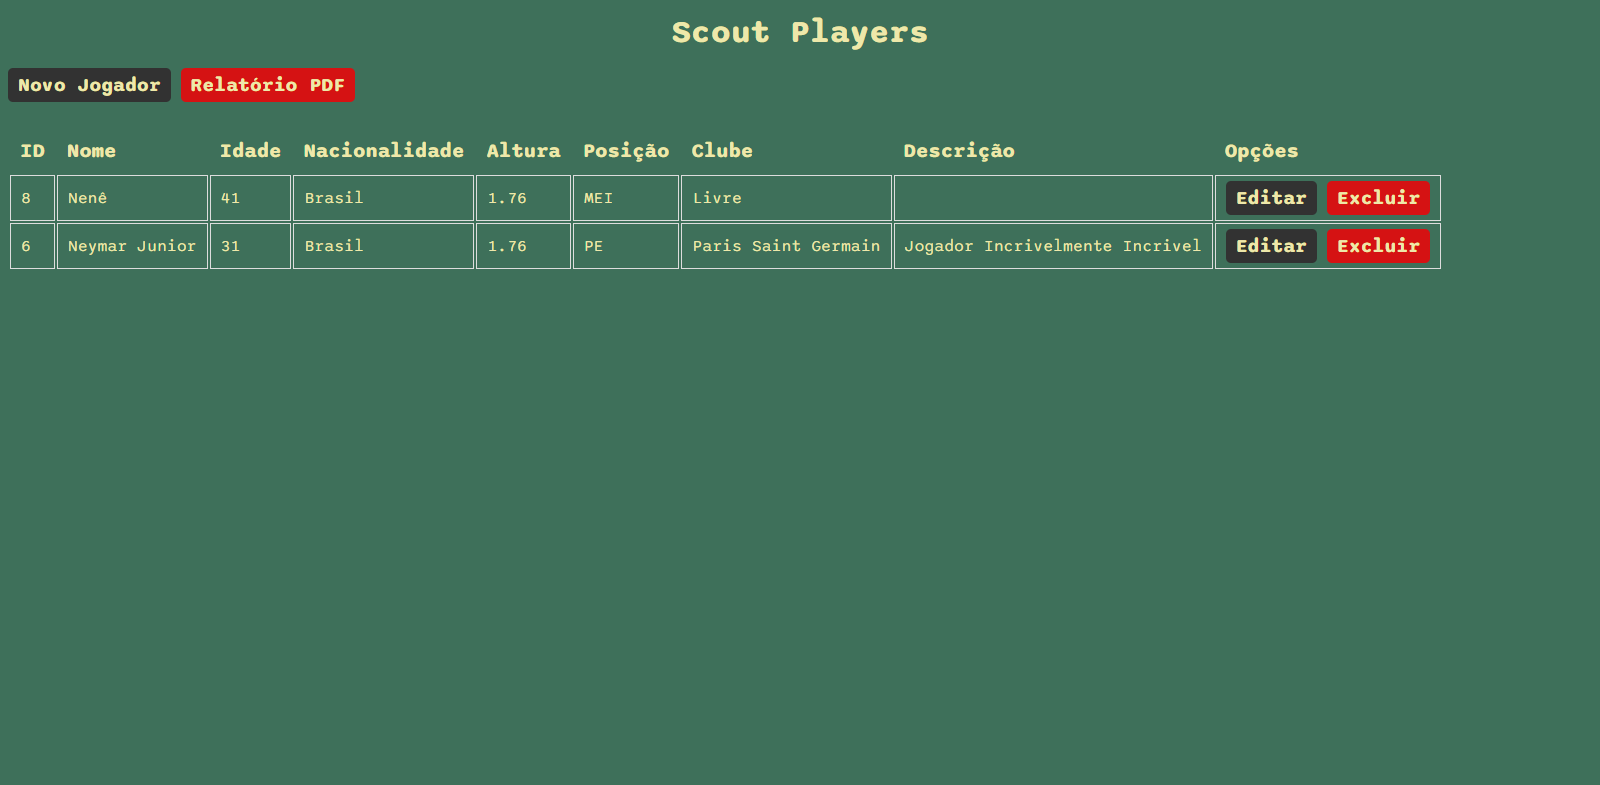 Scout Players
Novo Jogador Relatório PDF
ID Nome Idade Nacionalidade Altura Posição Clube Descrição Opções
8 Nenê 41 Brasil 1.76 MEI Livre Editar Excluir
6 Neymar Junior 31 Brasil 1.76 PE Paris Saint Germain Jogador Incrivelmente Incrivel Editar Excluir